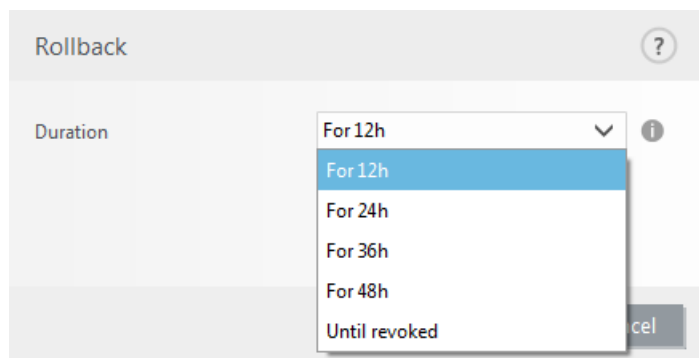 Rollback
?
Duration
For 12h
i
For 12h
For 24h
For 36h
For 48h
Until revoked